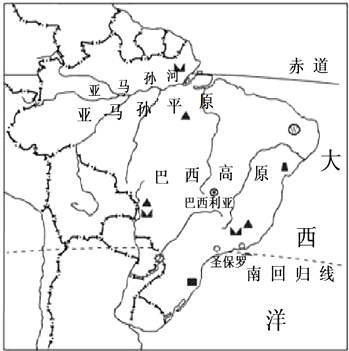 赤道
亚马孙河
亚马孙平原
巴西高原
巴西利亚
大西洋
圣保罗
南回归线